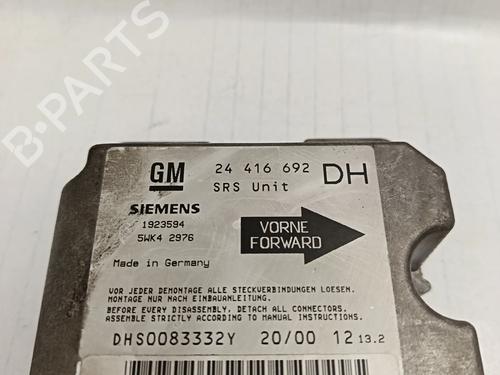 B-PARTS
GM
24 416 692 DH
SRS Unit
SIEMENS
1923594
5WK4 2976
VORNE
FORWARD
Made in Germany
VOR JEDER DEMONTAGE ALLE STECKVERBINDUNGEN LOESEN.
MONTAGE NUR NACH EINBAUANLEITUNG.
BEFORE EVERY DISASSEMBLY, DETACH ALL CONNECTORS.
ASSEMBLE STRICTLY ACCORDING TO MANUAL INSTRUCTIONS.
DHS0083332Y 20/00 12 13.2